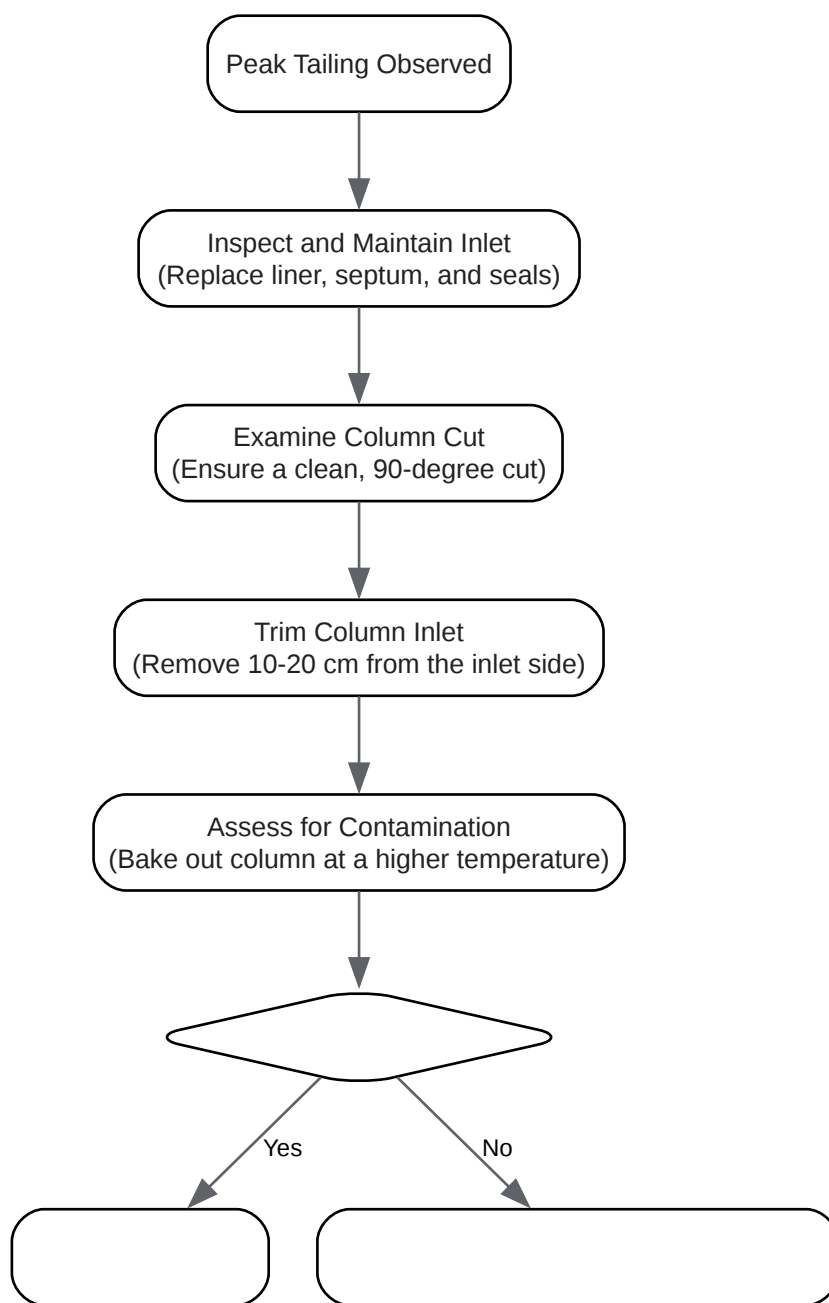 Peak Tailing Observed
Inspect and Maintain Inlet
(Replace liner, septum, and seals)
Examine Column Cut
(Ensure a clean, 90-degree cut)
Trim Column Inlet
(Remove 10-20 cm from the inlet side)
Assess for Contamination
(Bake out column at a higher temperature)
Yes
No